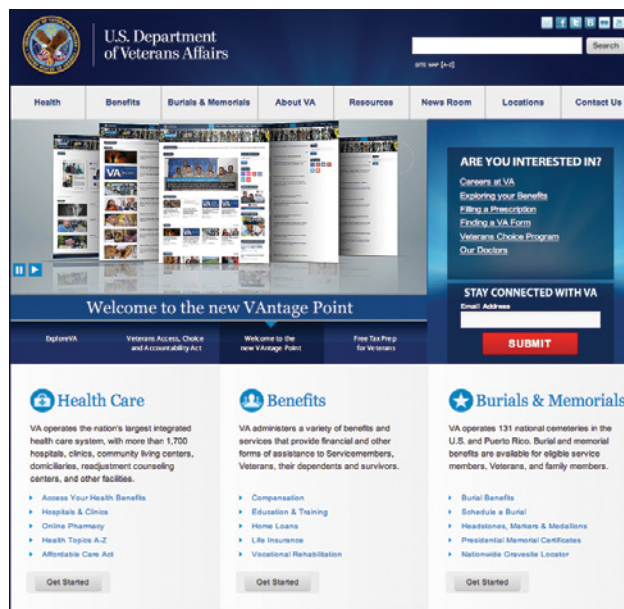 U.S. Department
of Veterans Affairs
Search
SITE MAP [A-Z]
Health
Benefits
Burials & Memorials
About VA
Resources
News Room
Locations
Contact Us
VA
Welcome to the new VAntage Point
ARE YOU INTERESTED IN?
Careers at VA
Exploring your Benefits
Filling a Prescription
Finding a VA Form
Veterans Choice Program
Our Doctors
STAY CONNECTED WITH VA
Email Address
SUBMIT
ExploreVA
Veterans Access, Choice
and Accountability Act
Welcome to the
new VAntage Point
Free Tax Prep
for Veterans
Health Care
VA operates the nation's largest integrated
health care system, with more than 1,700
hospitals, clinics, community living centers,
domiciliaries, readjustment counseling
centers, and other facilities.
Access Your Health Benefits
Hospitals & Clinics
Online Pharmacy
Health Topics A-Z
Affordable Care Act
Get Started
Benefits
VA administers a variety of benefits and
services that provide financial and other
forms of assistance to Servicemembers,
Veterans, their dependents and survivors.
Compensation
Education & Training
Home Loans
Life Insurance
Vocational Rehabilitation
Get Started
Burials & Memorials
VA operates 131 national cemeteries in the
U.S. and Puerto Rico. Burial and memorial
benefits are available for eligible service
members, Veterans, and family members.
Burial Benefits
Schedule a Burial
Headstones, Markers & Medallions
Presidential Memorial Certificates
Nationwide Gravesite Locator
Get Started